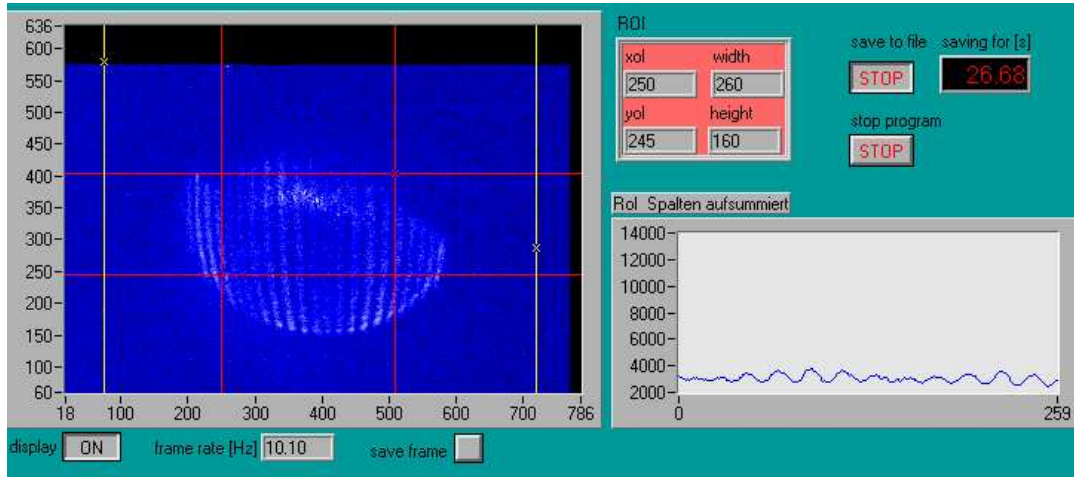 636
600
550
500
450
400
350
300
250
200
150
100
60
18 100 200 300 400 500 600 700 786
display ON frame rate [Hz] 10.10 save frame
ROI
xol width
250 260
yol height
245 160
save to file saving for [s]
STOP 26.68
stop program
STOP
RoI Spalten aufsummiert
14000
12000
10000
8000
6000
4000
2000
0 259